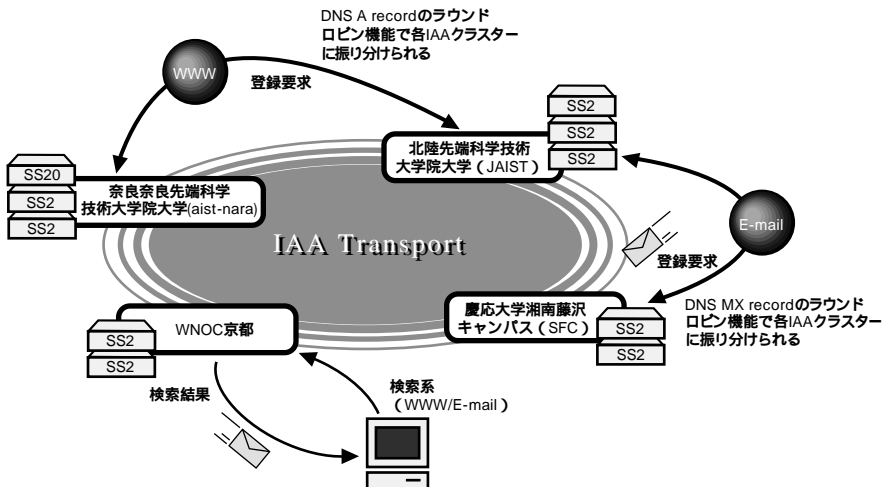 DNS A recordのラウンド
ロビン機能で各IAAクラスター
に振り分けられる
WWW
登録要求
SS2
SS2
SS2
北陸先端科学技術
大学院大学(JAIST)
SS20
SS2
SS2
奈良奈良先端科学
技術大学院大学(aist-nara)
E-mail
IAA Transport
登録要求
慶応大学湘南藤沢
キャンパス(SFC)
SS2
SS2
DNS MX recordのラウンド
ロビン機能で各IAAクラスター
に振り分けられる
WNOC京都
SS2
SS2
検索結果
検索系
(WWW/E-mail)